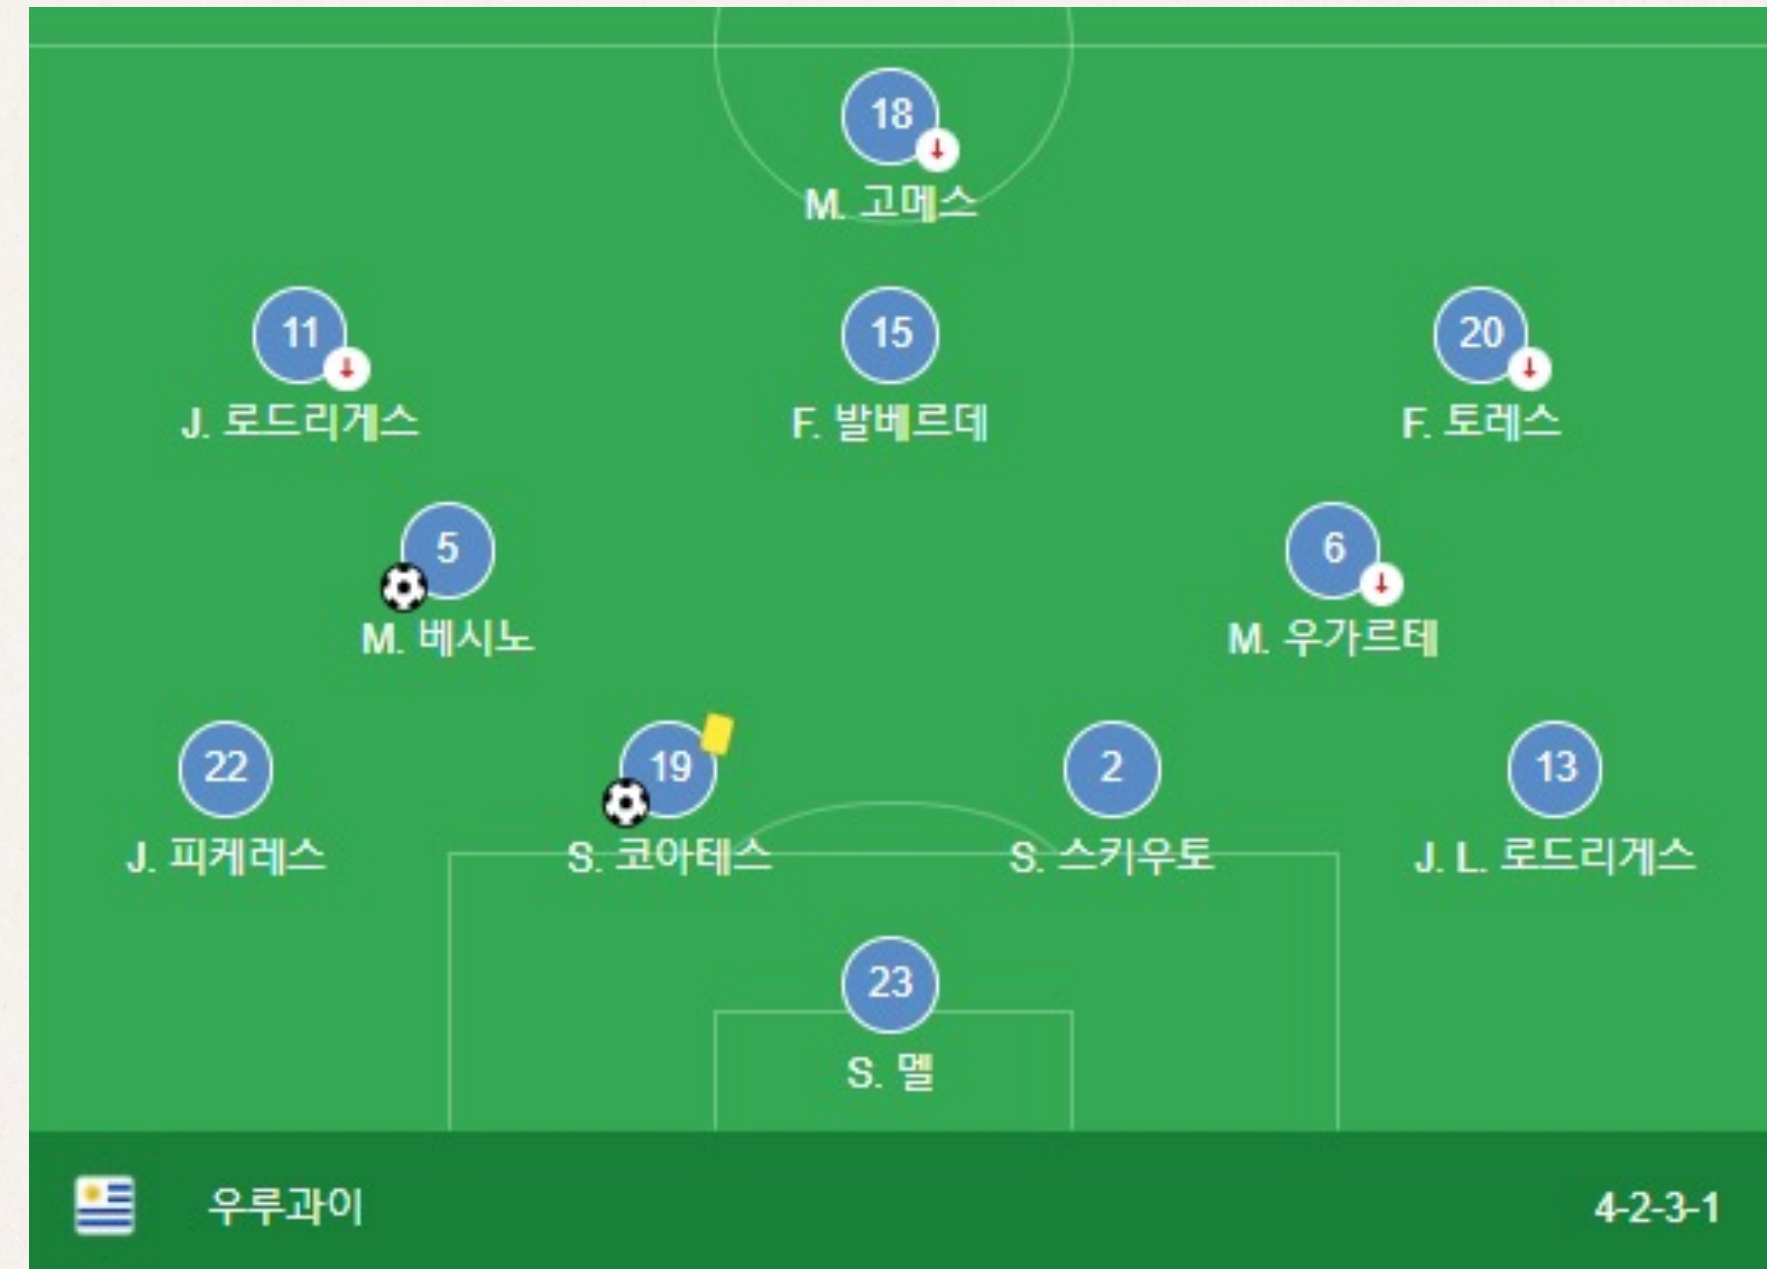 18
M. 고메스
11 15 20
J. 로드리게스 F. 발베르데 F. 토레스
5 6
M. 베시노 M. 우가르테
22 19 2 13
J. 피케레스 S. 코아테스 S. 스키우토 J. L. 로드리게스
23
S. 멜
우루과이 4-2-3-1